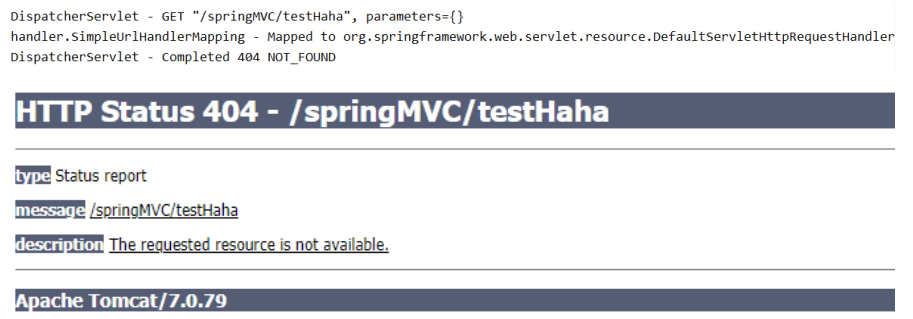 DispatcherServlet - GET "/springMVC/testHaha", parameters={}
handler.SimpleUrlHandlerMapping - Mapped to org.springframework.web.servlet.resource.DefaultServletHttpRequestHandler
DispatcherServlet - Completed 404 NOT_FOUND
HTTP Status 404 - /springMVC/testHaha
type Status report
message /springMVC/testHaha
description The requested resource is not available.
Apache Tomcat/7.0.79